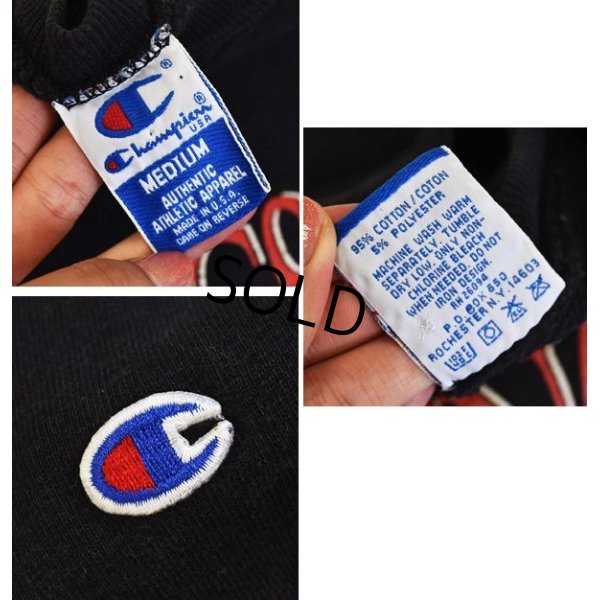 ®
Champion®
USA
MEDIUM
AUTHENTIC
ATHLETIC APPAREL
MADE IN U.S.A.
CARE ON REVERSE
95% COTTON/COTON
5% POLYESTER
MACHINE WASH WARM
SEPARATELY, TUMBLE
DRY LOW, ONLY NON-
CHLORINE BLEACH
WHEN NEEDED. DO NOT
IRON DESIGN
RN 26094
P.O. BOX 850
ROCHESTER N.Y. 14603
SOLD